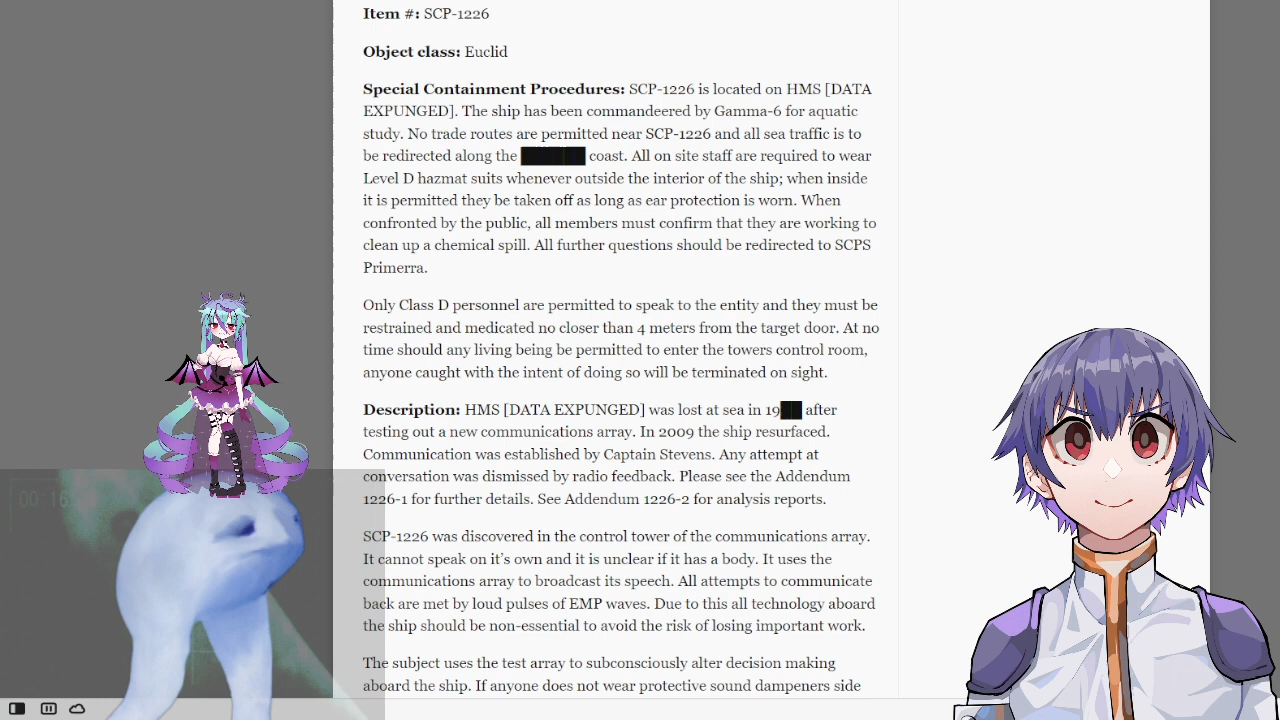 Item #: SCP-1226
Object class: Euclid
Special Containment Procedures: SCP-1226 is located on HMS [DATA
EXPUNGED]. The ship has been commandeered by Gamma-6 for aquatic
study. No trade routes are permitted near SCP-1226 and all sea traffic is to
be redirected along the ██████ coast. All on site staff are required to wear
Level D hazmat suits whenever outside the interior of the ship; when inside
it is permitted they be taken off as long as ear protection is worn. When
confronted by the public, all members must confirm that they are working to
clean up a chemical spill. All further questions should be redirected to SCPS
Primerra.
Only Class D personnel are permitted to speak to the entity and they must be
restrained and medicated no closer than 4 meters from the target door. At no
time should any living being be permitted to enter the towers control room,
anyone caught with the intent of doing so will be terminated on sight.
Description: HMS [DATA EXPUNGED] was lost at sea in 19██ after
testing out a new communications array. In 2009 the ship resurfaced.
Communication was established by Captain Stevens. Any attempt at
conversation was dismissed by radio feedback. Please see the Addendum
1226-1 for further details. See Addendum 1226-2 for analysis reports.
SCP-1226 was discovered in the control tower of the communications array.
It cannot speak on it's own and it is unclear if it has a body. It uses the
communications array to broadcast its speech. All attempts to communicate
back are met by loud pulses of EMP waves. Due to this all technology aboard
the ship should be non-essential to avoid the risk of losing important work.
The subject uses the test array to subconsciously alter decision making
aboard the ship. If anyone does not wear protective sound dampeners side
00:16